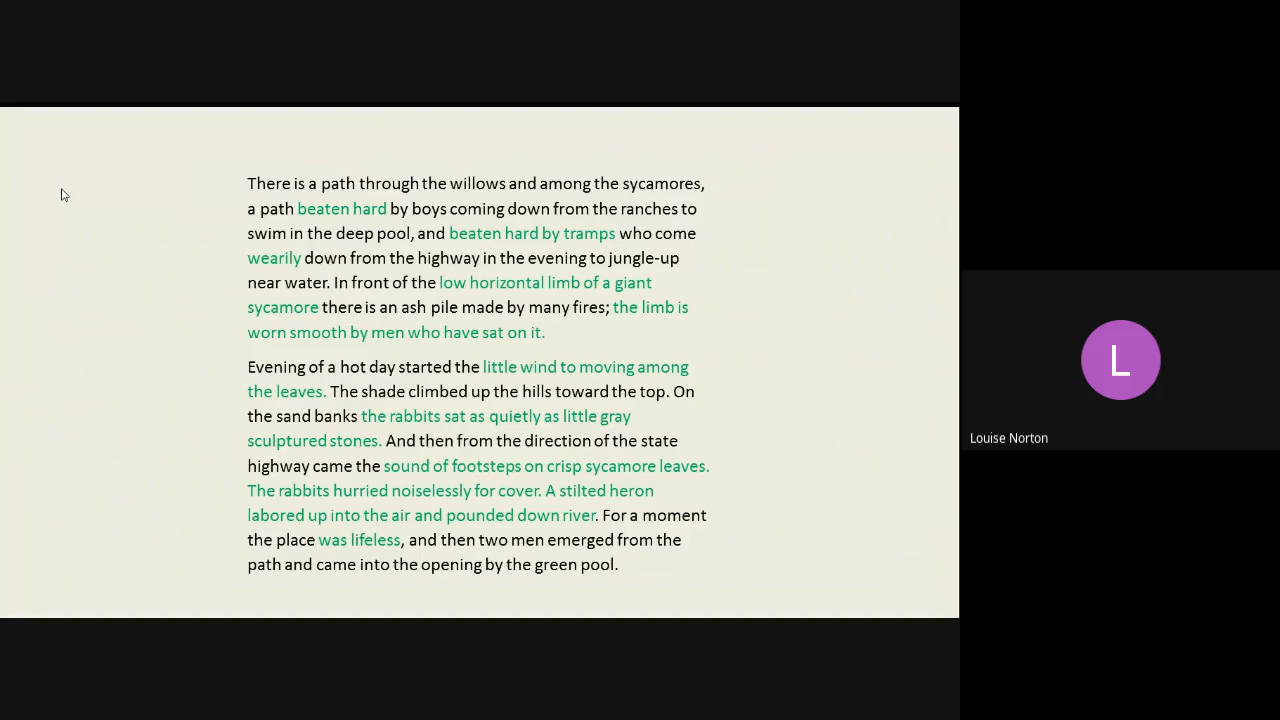 There is a path through the willows and among the sycamores,
a path beaten hard by boys coming down from the ranches to
swim in the deep pool, and beaten hard by tramps who come
wearily down from the highway in the evening to jungle-up
near water. In front of the low horizontal limb of a giant
sycamore there is an ash pile made by many fires; the limb is
worn smooth by men who have sat on it.
Evening of a hot day started the little wind to moving among
the leaves. The shade climbed up the hills toward the top. On
the sand banks the rabbits sat as quietly as little gray
sculptured stones. And then from the direction of the state
highway came the sound of footsteps on crisp sycamore leaves.
The rabbits hurried noiselessly for cover. A stilted heron
labored up into the air and pounded down river. For a moment
the place was lifeless, and then two men emerged from the
path and came into the opening by the green pool.
L
Louise Norton